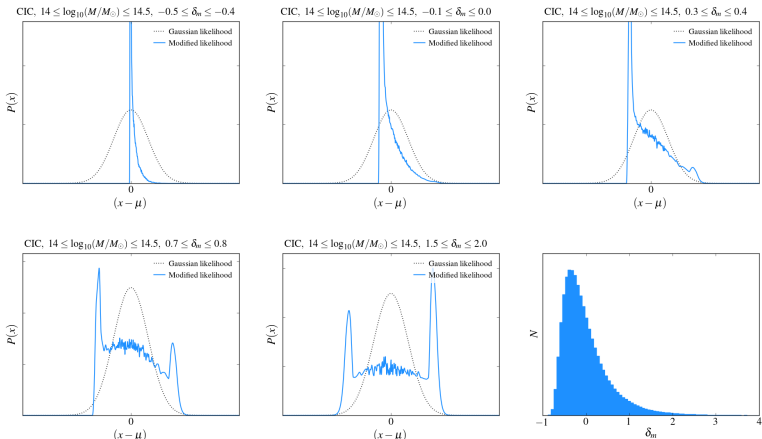 CIC, 14 ≤ log₁₀(M/M⊙) ≤ 14.5, −0.5 ≤ δₘ ≤ −0.4
Gaussian likelihood
Modified likelihood
P(x)
0
(x − μ)
CIC, 14 ≤ log₁₀(M/M⊙) ≤ 14.5, −0.1 ≤ δₘ ≤ 0.0
Gaussian likelihood
Modified likelihood
P(x)
0
(x − μ)
CIC, 14 ≤ log₁₀(M/M⊙) ≤ 14.5, 0.3 ≤ δₘ ≤ 0.4
Gaussian likelihood
Modified likelihood
P(x)
0
(x − μ)
CIC, 14 ≤ log₁₀(M/M⊙) ≤ 14.5, 0.7 ≤ δₘ ≤ 0.8
Gaussian likelihood
Modified likelihood
P(x)
0
(x − μ)
CIC, 14 ≤ log₁₀(M/M⊙) ≤ 14.5, 1.5 ≤ δₘ ≤ 2.0
Gaussian likelihood
Modified likelihood
P(x)
0
(x − μ)
N
−1 0 1 2 3 4
δₘ